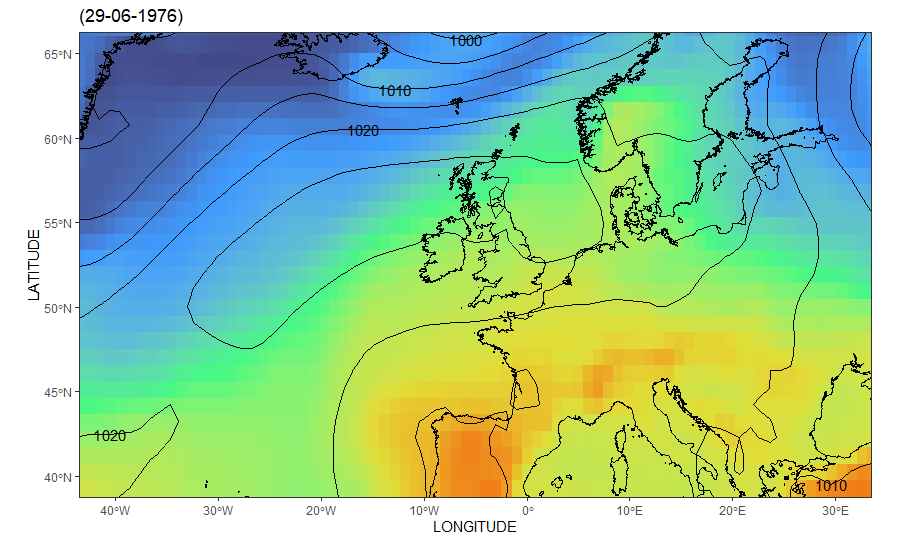 (29-06-1976)
1000
65°N
1010
1020
60°N
55°N
LATITUDE
50°N
45°N
1020
40°N
1010
40°W
30°W
20°W
10°W
0°
10°E
20°E
30°E
LONGITUDE